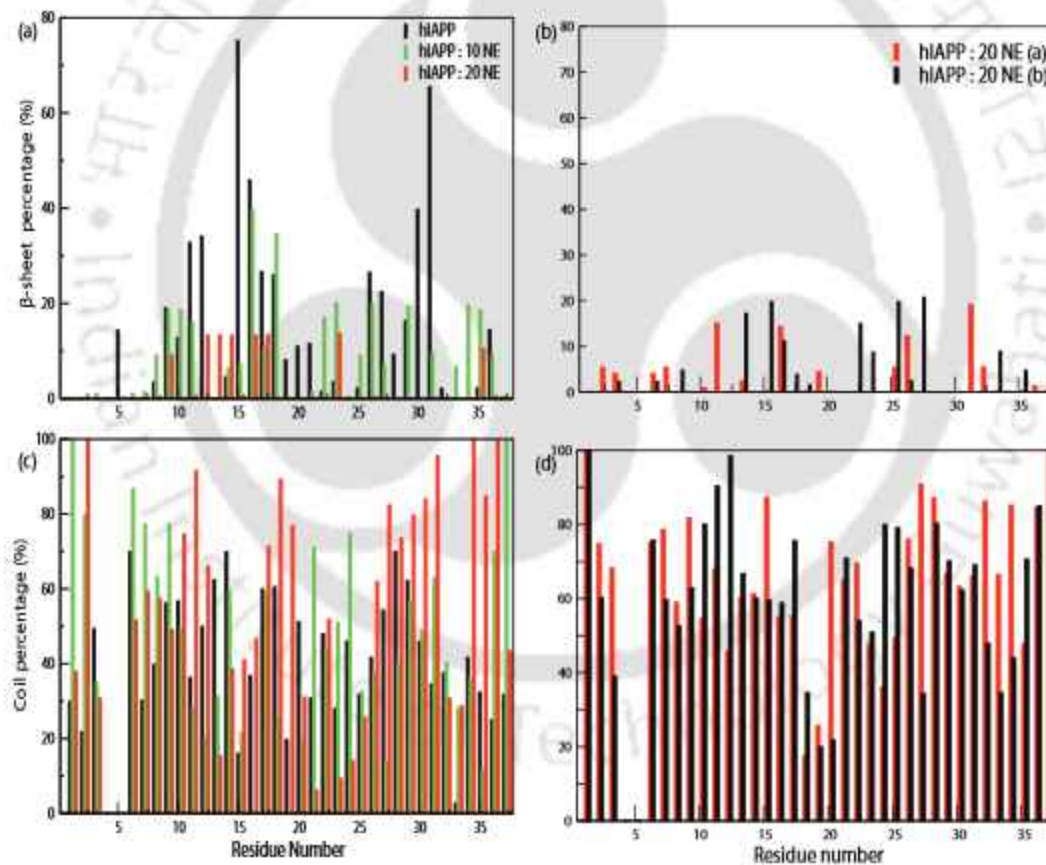 (a)
hIAPP
hIAPP : 10 NE
hIAPP : 20 NE
β-sheet percentage (%)
80
60
40
20
0
5 10 15 20 25 30 35
(b)
hIAPP : 20 NE (a)
hIAPP : 20 NE (b)
80
70
60
50
40
30
20
10
0
5 10 15 20 25 30 35
(c)
Coil percentage (%)
100
80
60
40
20
0
5 10 15 20 25 30 35
Residue Number
(d)
100
80
60
40
20
0
5 10 15 20 25 30 35
Residue number